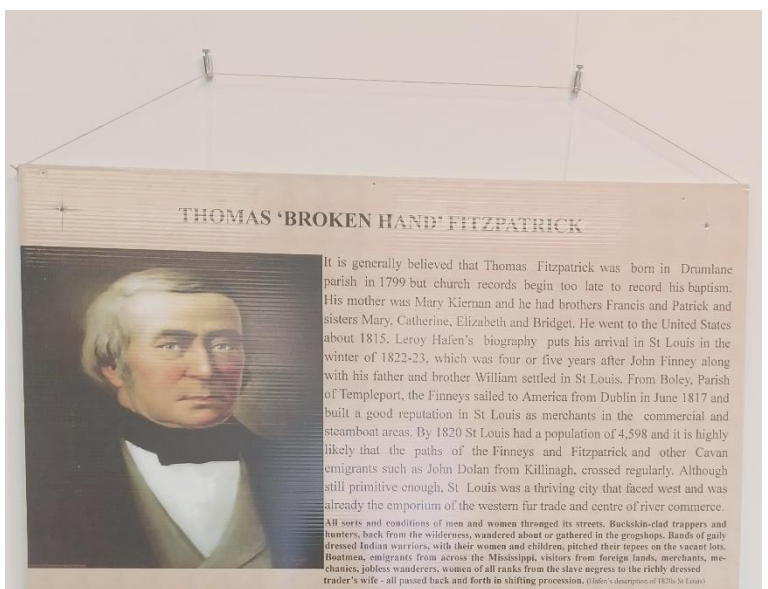 THOMAS ‘BROKEN HAND’ FITZPATRICK
It is generally believed that Thomas Fitzpatrick was born in Drumlane
parish in 1799 but church records begin too late to record his baptism.
His mother was Mary Kiernan and he had brothers Francis and Patrick and
sisters Mary, Catherine, Elizabeth and Bridget. He went to the United States
about 1815. Leroy Hafen’s biography puts his arrival in St Louis in the
winter of 1822-23, which was four or five years after John Finney along
with his father and brother William settled in St Louis. From Boley, Parish
of Templeport, the Finneys sailed to America from Dublin in June 1817 and
built a good reputation in St Louis as merchants in the commercial and
steamboat areas. By 1820 St Louis had a population of 4,598 and it is highly
likely that the paths of the Finneys and Fitzpatrick and other Cavan
emigrants such as John Dolan from Killinagh, crossed regularly. Although
still primitive enough, St Louis was a thriving city that faced west and was
already the emporium of the western fur trade and centre of river commerce.
All sorts and conditions of men and women thronged its streets. Buckskin-clad trappers and
hunters, back from the wilderness, wandered about or gathered in the grogshops. Bands of gaily
dressed Indian warriors, with their women and children, pitched their tepees on the vacant lots.
Boatmen, emigrants from across the Mississippi, visitors from foreign lands, merchants, me-
chanics, jobless wanderers, women of all ranks from the slave negress to the richly dressed
trader’s wife - all passed back and forth in shifting procession. (Hafen’s description of 1820s St Louis)